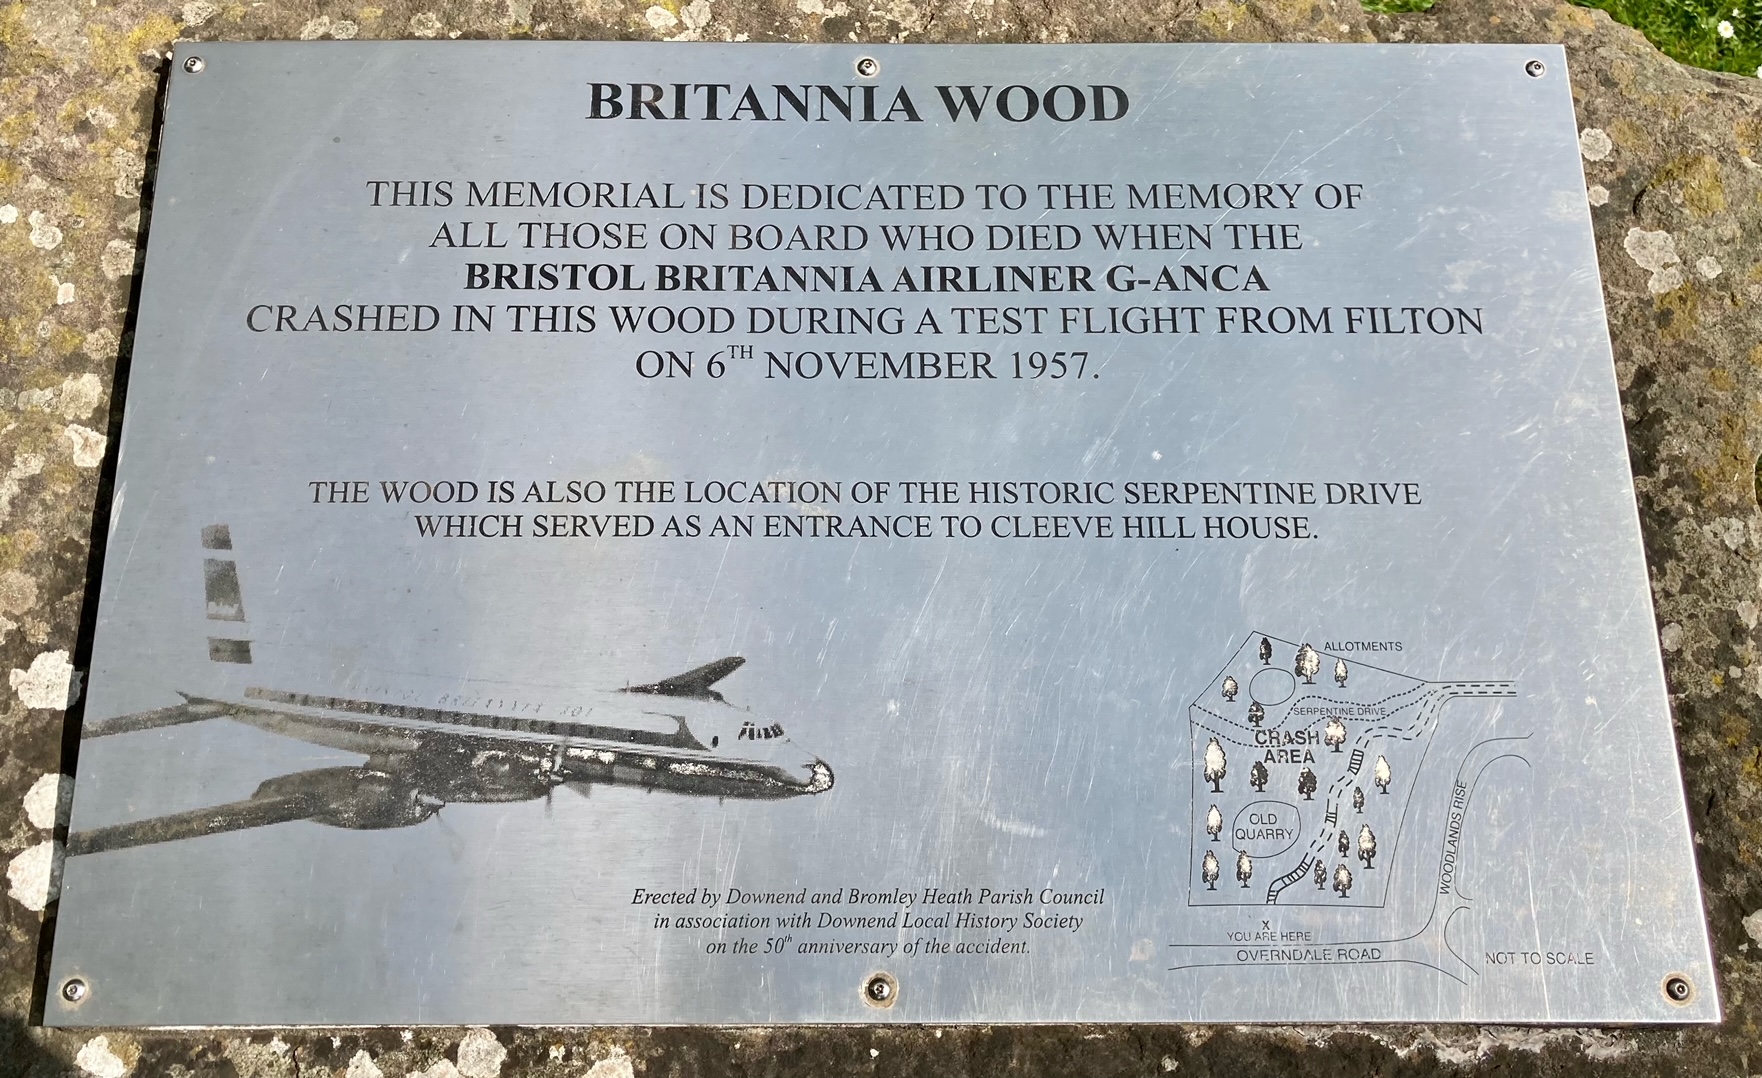 BRITANNIA WOOD
THIS MEMORIAL IS DEDICATED TO THE MEMORY OF
ALL THOSE ON BOARD WHO DIED WHEN THE
BRISTOL BRITANNIA AIRLINER G-ANCA
CRASHED IN THIS WOOD DURING A TEST FLIGHT FROM FILTON
ON 6TH NOVEMBER 1957.
THE WOOD IS ALSO THE LOCATION OF THE HISTORIC SERPENTINE DRIVE
WHICH SERVED AS AN ENTRANCE TO CLEEVE HILL HOUSE.
BRISTOL BRITANNIA 301
Erected by Downend and Bromley Heath Parish Council
in association with Downend Local History Society
on the 50th anniversary of the accident.
ALLOTMENTS
SERPENTINE DRIVE
CRASH
AREA
OLD
QUARRY
WOODLANDS RISE
X
YOU ARE HERE
OVERNDALE ROAD
NOT TO SCALE